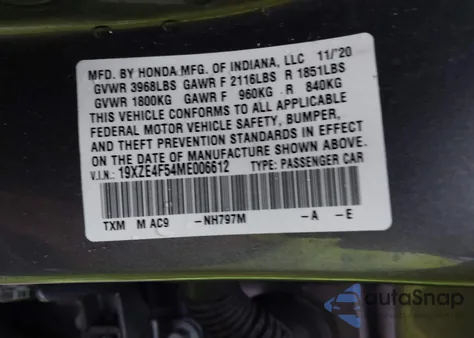 MFD. BY HONDA MFG. OF INDIANA, LLC 11/'20
GVWR 3968LBS GAWR F 2116LBS R 1851LBS
GVWR 1800KG GAWR F 960KG R 840KG
THIS VEHICLE CONFORMS TO ALL APPLICABLE
FEDERAL MOTOR VEHICLE SAFETY, BUMPER,
AND THEFT PREVENTION STANDARDS IN EFFECT
ON THE DATE OF MANUFACTURE SHOWN ABOVE.
V.I.N.: 19XZE4F54ME006612 TYPE: PASSENGER CAR
TXM M AC9 -NH797M -A -E
autoSnap